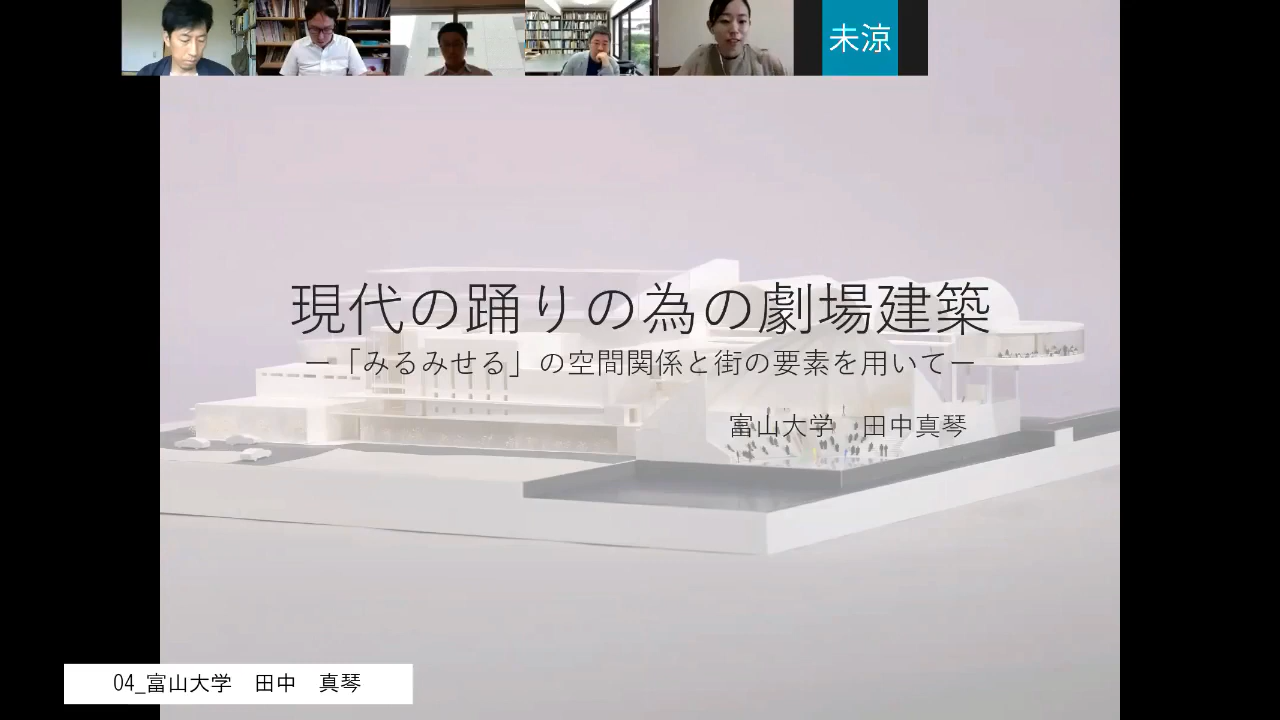 未涼
現代の踊りの為の劇場建築
ー「みるみせる」の空間関係と街の要素を用いてー
富山大学　田中真琴
04_富山大学　田中　真琴